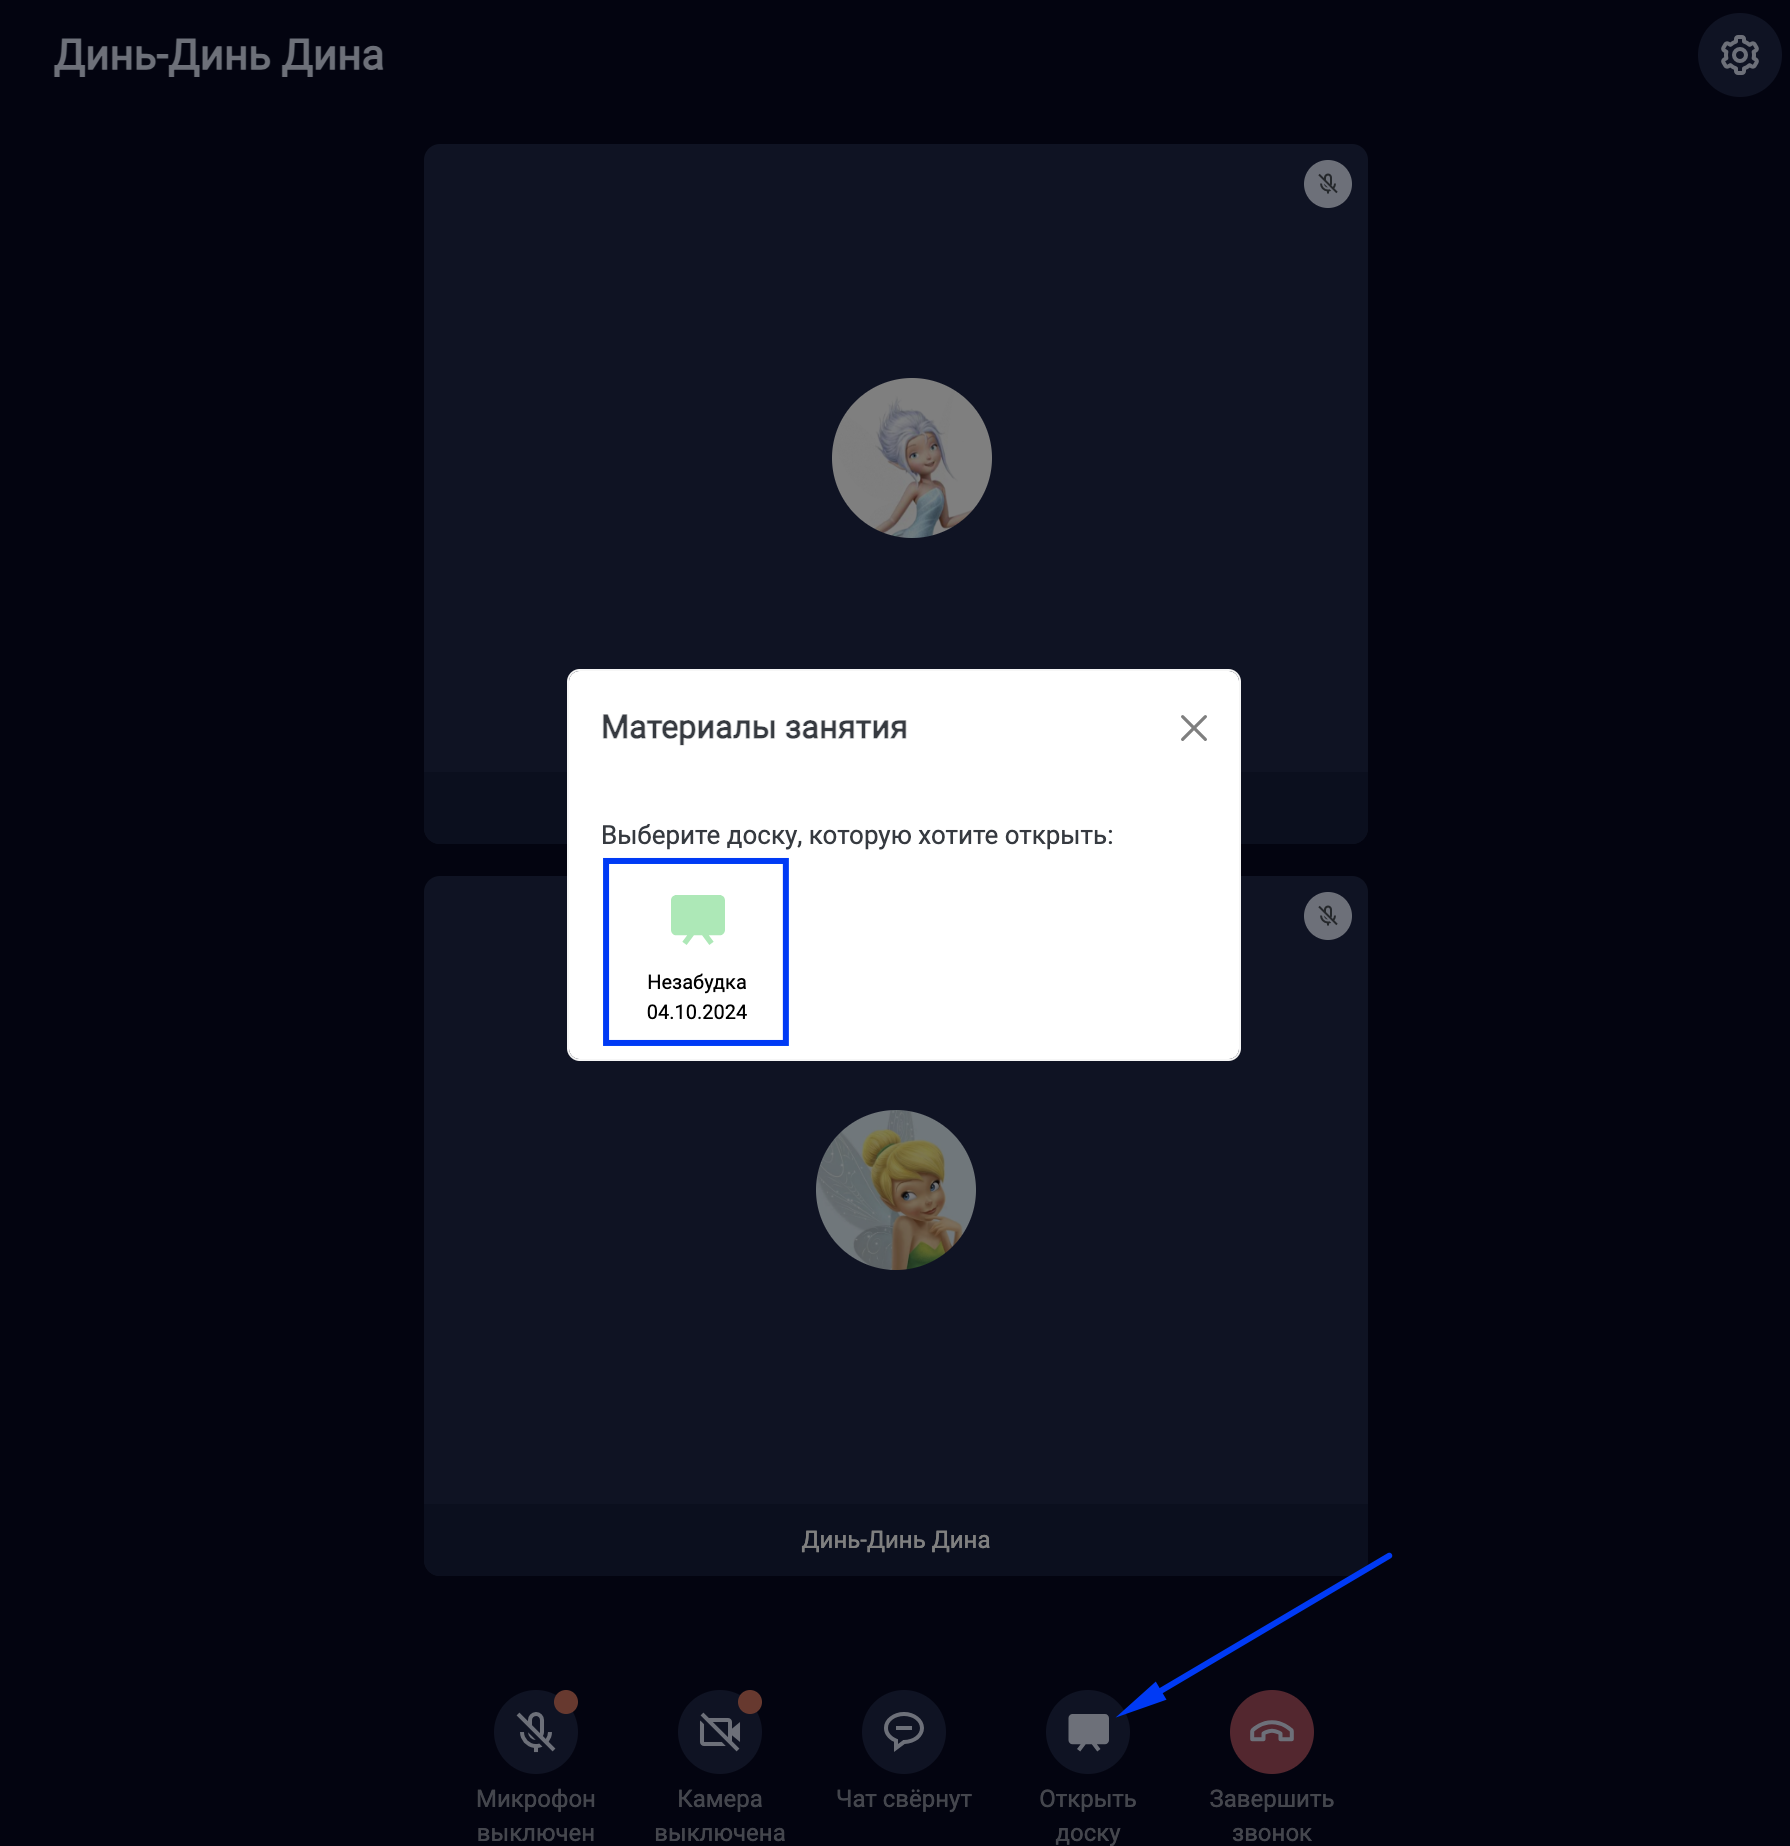 Динь-Динь Дина
Материалы занятия
Выберите доску, которую хотите открыть:
Незабудка
04.10.2024
Динь-Динь Дина
Микрофон
выключен
Камера
выключена
Чат свёрнут
Открыть
доску
Завершить
звонок